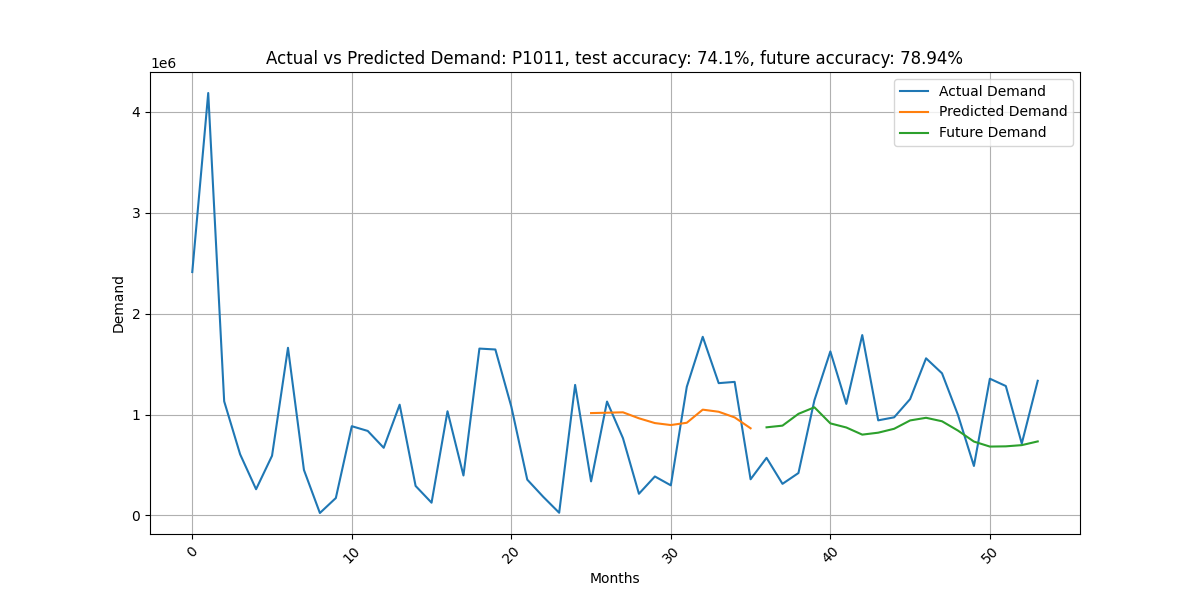 Actual vs Predicted Demand: P1011, test accuracy: 74.1%, future accuracy: 78.94%
1e6
Actual Demand
Predicted Demand
Future Demand
4
3
2
1
0
Demand
0 10 20 30 40 50
Months